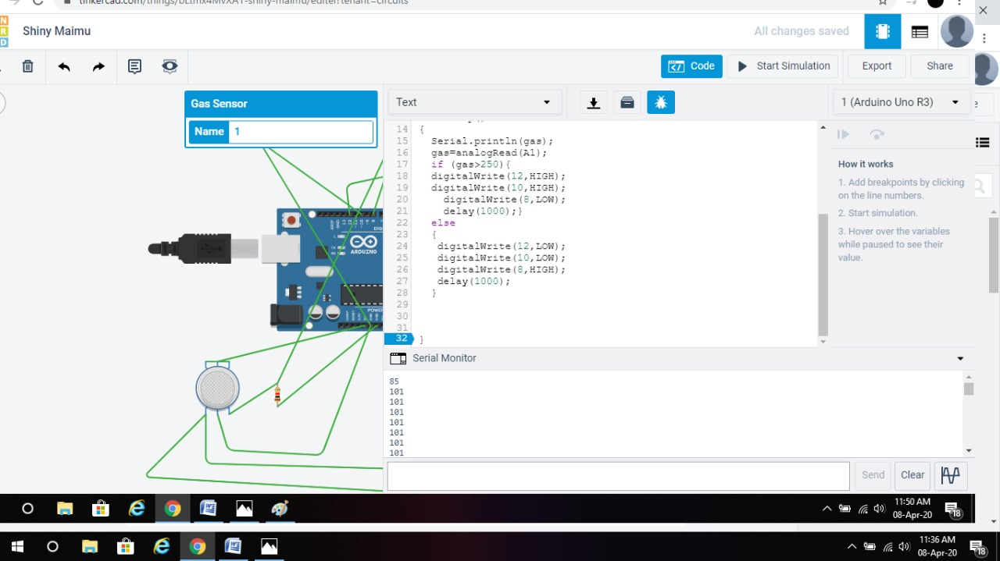 tinkercad.com/things/bLtmx4MvXAT-shiny-maimu/editel?tenant=circuits
Shiny Maimu
All changes saved
Code
Start Simulation
Export
Share
Gas Sensor
Name 1
Text
1 (Arduino Uno R3)
14 {
15 Serial.println(gas);
16 gas=analogRead(A1);
17 if (gas>250){
18 digitalWrite(12,HIGH);
19 digitalWrite(10,HIGH);
20 digitalWrite(8,LOW);
21 delay(1000);}
22 else
23 {
24 digitalWrite(12,LOW);
25 digitalWrite(10,LOW);
26 digitalWrite(8,HIGH);
27 delay(1000);
28 }
29
30
31
32 }
How it works
1. Add breakpoints by clicking
on the line numbers.
2. Start simulation.
3. Hover over the variables
while paused to see their
value.
ARDUINO
POWER
Serial Monitor
85
101
101
101
101
101
101
101
Send
Clear
11:50 AM
08-Apr-20
18
11:36 AM
08-Apr-20
18